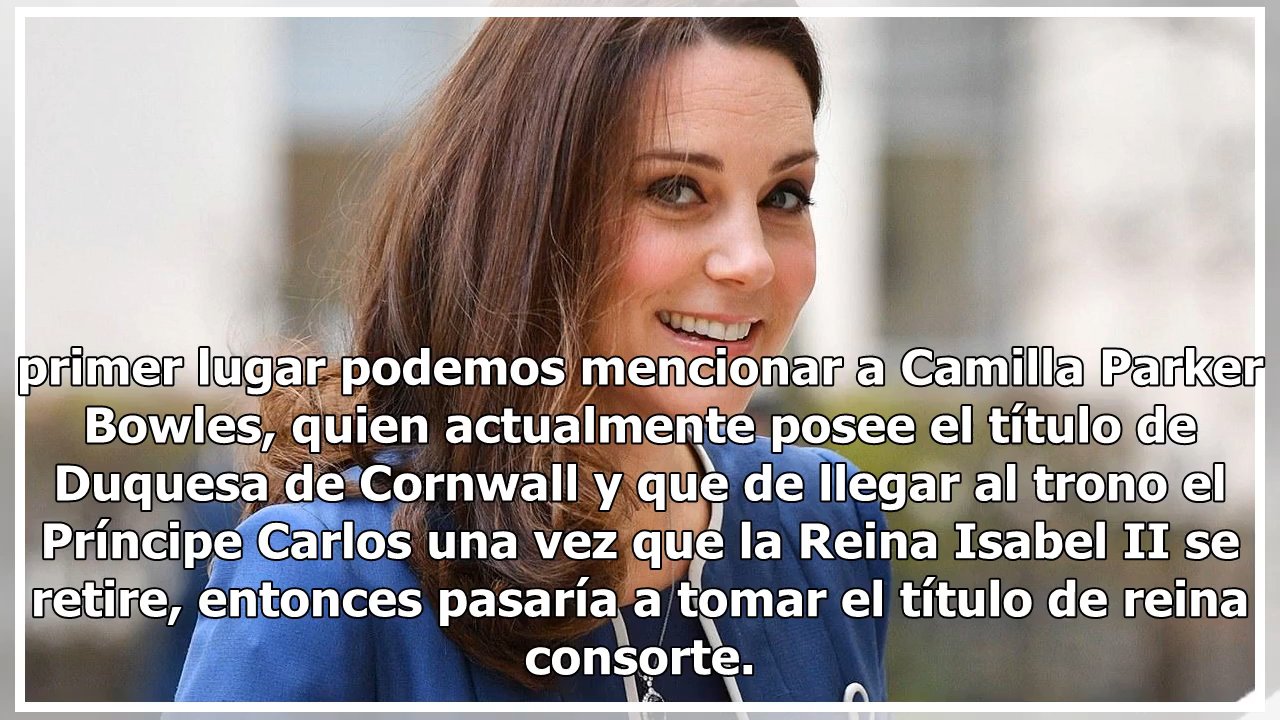 primer lugar podemos mencionar a Camilla Parker
Bowles, quien actualmente posee el título de
Duquesa de Cornwall y que de llegar al trono el
Príncipe Carlos una vez que la Reina Isabel II se
retire, entonces pasaría a tomar el título de reina
consorte.